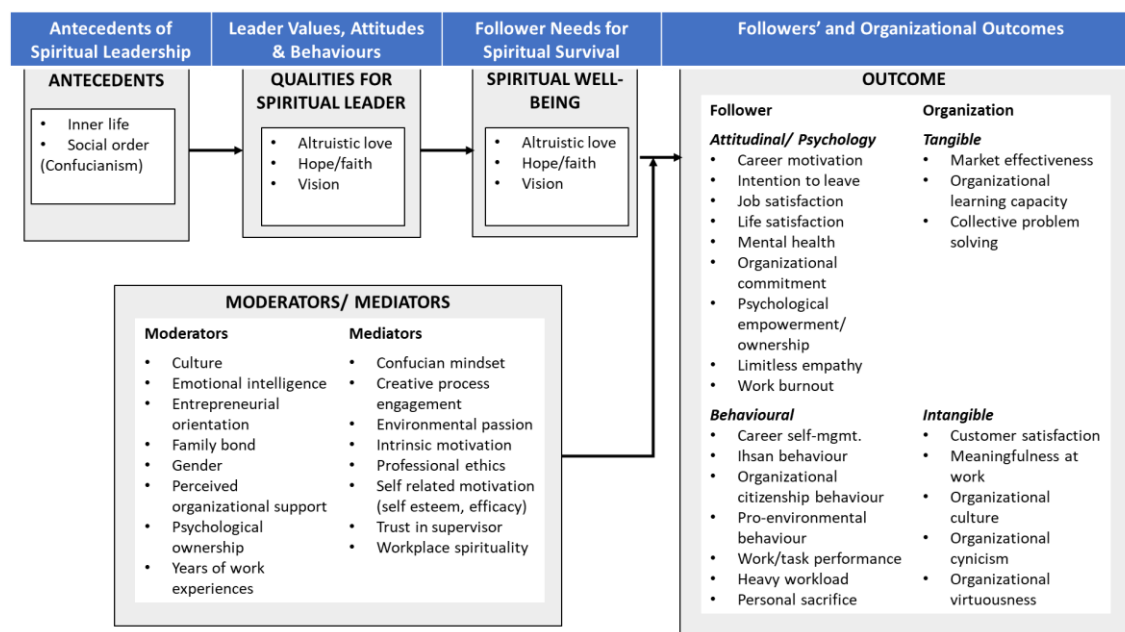 Antecedents of
Spiritual Leadership
Leader Values, Attitudes
& Behaviours
Follower Needs for
Spiritual Survival
Followers' and Organizational Outcomes
ANTECEDENTS
• Inner life
• Social order
(Confucianism)
QUALITIES FOR
SPIRITUAL LEADER
• Altruistic love
• Hope/faith
• Vision
SPIRITUAL WELL-
BEING
• Altruistic love
• Hope/faith
• Vision
OUTCOME
Follower
Attitudinal/ Psychology
• Career motivation
• Intention to leave
• Job satisfaction
• Life satisfaction
• Mental health
• Organizational
commitment
• Psychological
empowerment/
ownership
• Limitless empathy
• Work burnout
Behavioural
• Career self-mgmt.
• Ihsan behaviour
• Organizational
citizenship behaviour
• Pro-environmental
behaviour
• Work/task performance
• Heavy workload
• Personal sacrifice
Organization
Tangible
• Market effectiveness
• Organizational
learning capacity
• Collective problem
solving
Intangible
• Customer satisfaction
• Meaningfulness at
work
• Organizational
culture
• Organizational
cynicism
• Organizational
virtuousness
MODERATORS/ MEDIATORS
Moderators
• Culture
• Emotional intelligence
• Entrepreneurial
orientation
• Family bond
• Gender
• Perceived
organizational support
• Psychological
ownership
• Years of work
experiences
Mediators
• Confucian mindset
• Creative process
engagement
• Environmental passion
• Intrinsic motivation
• Professional ethics
• Self related motivation
(self esteem, efficacy)
• Trust in supervisor
• Workplace spirituality